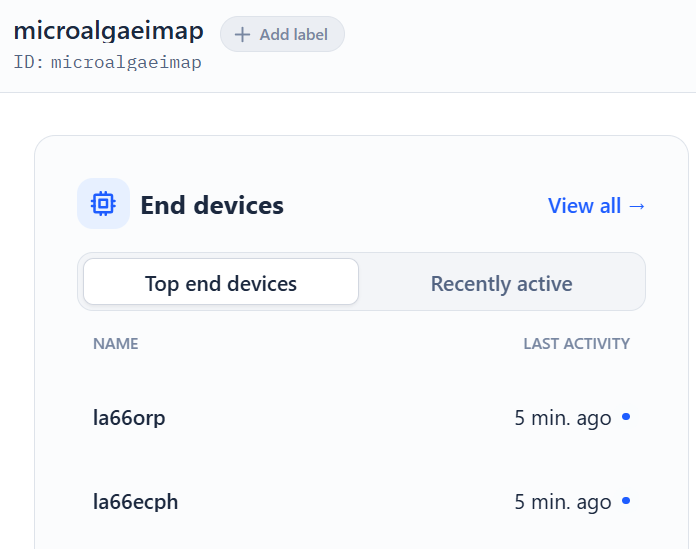 microalgaeimap
+ Add label
ID: microalgaeimap
End devices
View all →
Top end devices
Recently active
NAME
LAST ACTIVITY
la66orp
5 min. ago
la66ecph
5 min. ago